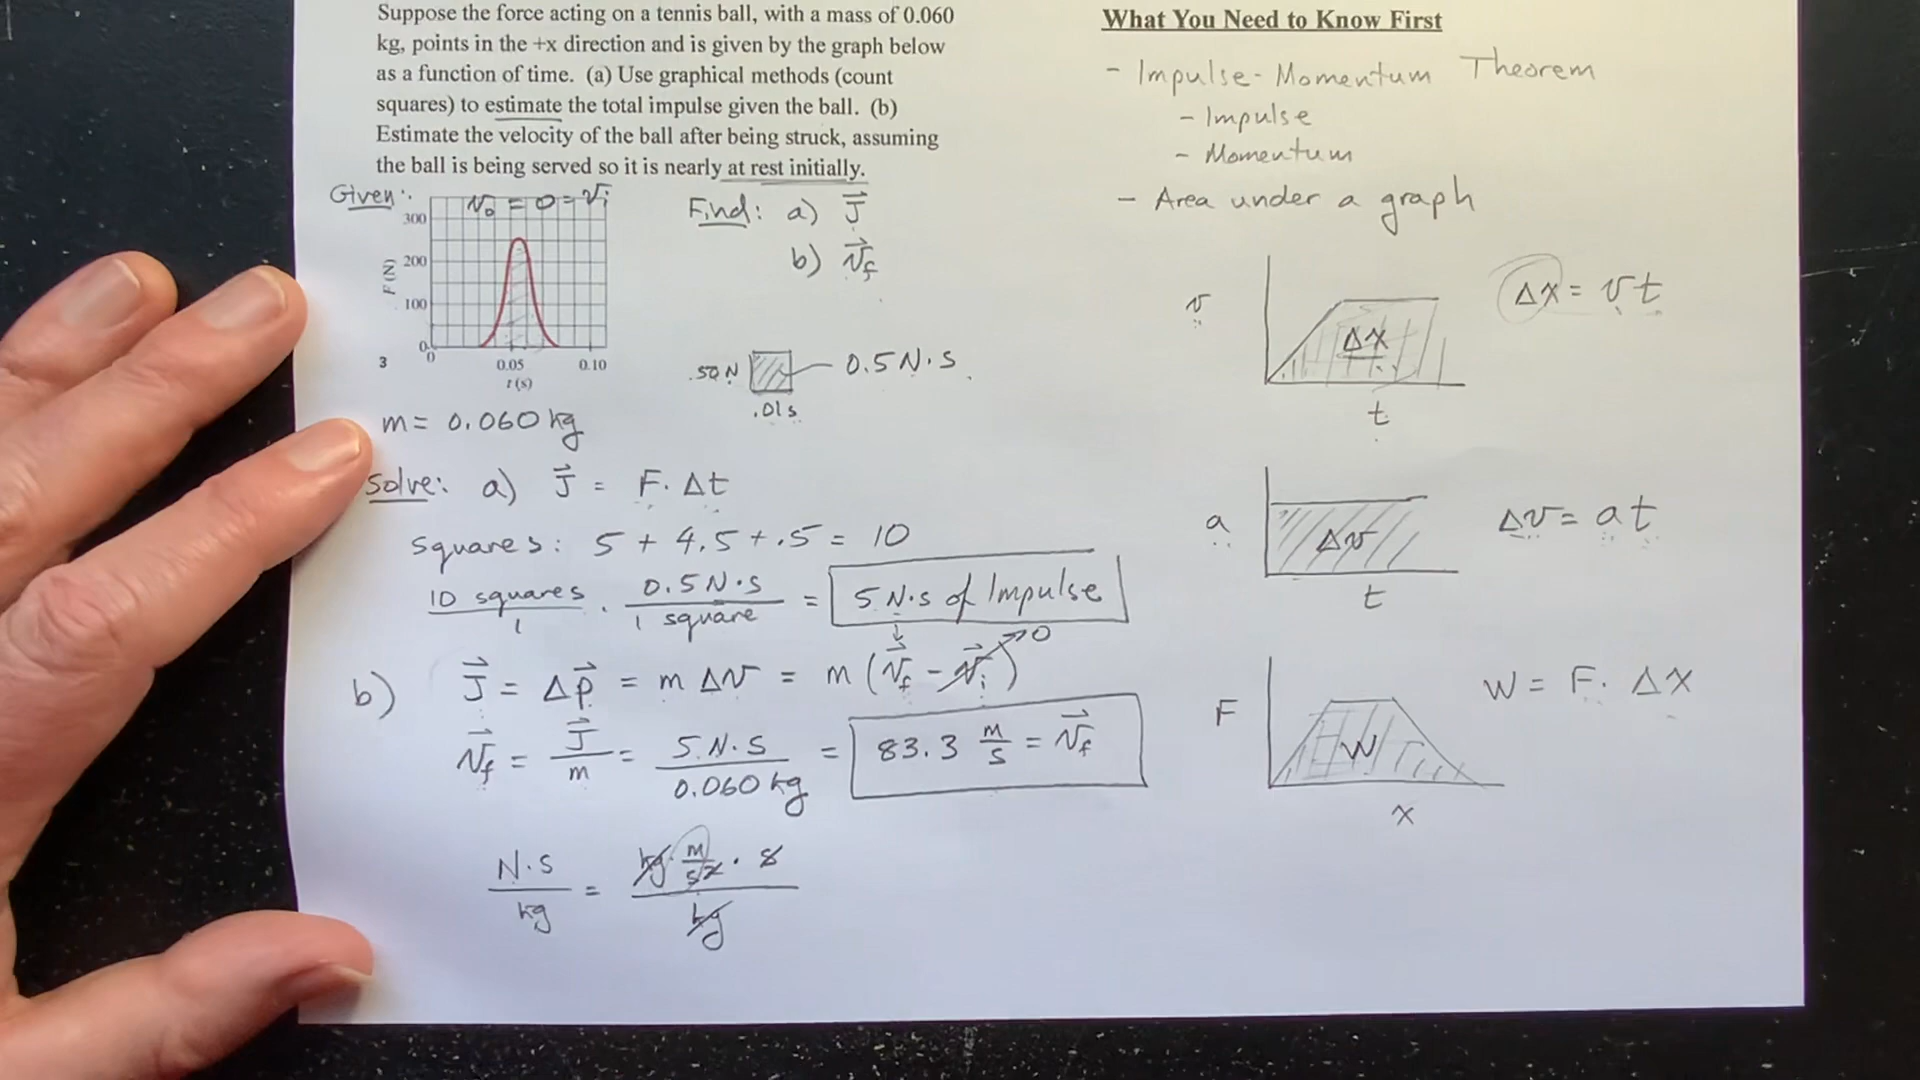 Suppose the force acting on a tennis ball, with a mass of 0.060
kg, points in the +x direction and is given by the graph below
as a function of time. (a) Use graphical methods (count
squares) to estimate the total impulse given the ball. (b)
Estimate the velocity of the ball after being struck, assuming
the ball is being served so it is nearly at rest initially.
Given: v₀ = 0 = vᵢ
300
200
100
0
F (N)
0
0.05
0.10
t (s)
3
Find: a) J⃗
b) v⃗_f
.50 N
0.5 N·s
.01 s
m = 0.060 kg
Solve: a) J⃗ = F · Δt
squares: 5 + 4.5 + .5 = 10
10 squares / 1 · 0.5 N·s / 1 square = 5 N·s of Impulse
b) J⃗ = Δp⃗ = m Δv = m (v⃗_f - v⃗ᵢ) 0
v⃗_f = J⃗ / m = 5 N·s / 0.060 kg = 83.3 m/s = v⃗_f
N·s / kg = kg · m/s² · s / kg
What You Need to Know First
- Impulse-Momentum Theorem
- Impulse
- Momentum
- Area under a graph
v
Δx
t
Δx = v t
a
Δv
t
Δv = a t
F
W
x
W = F · Δx